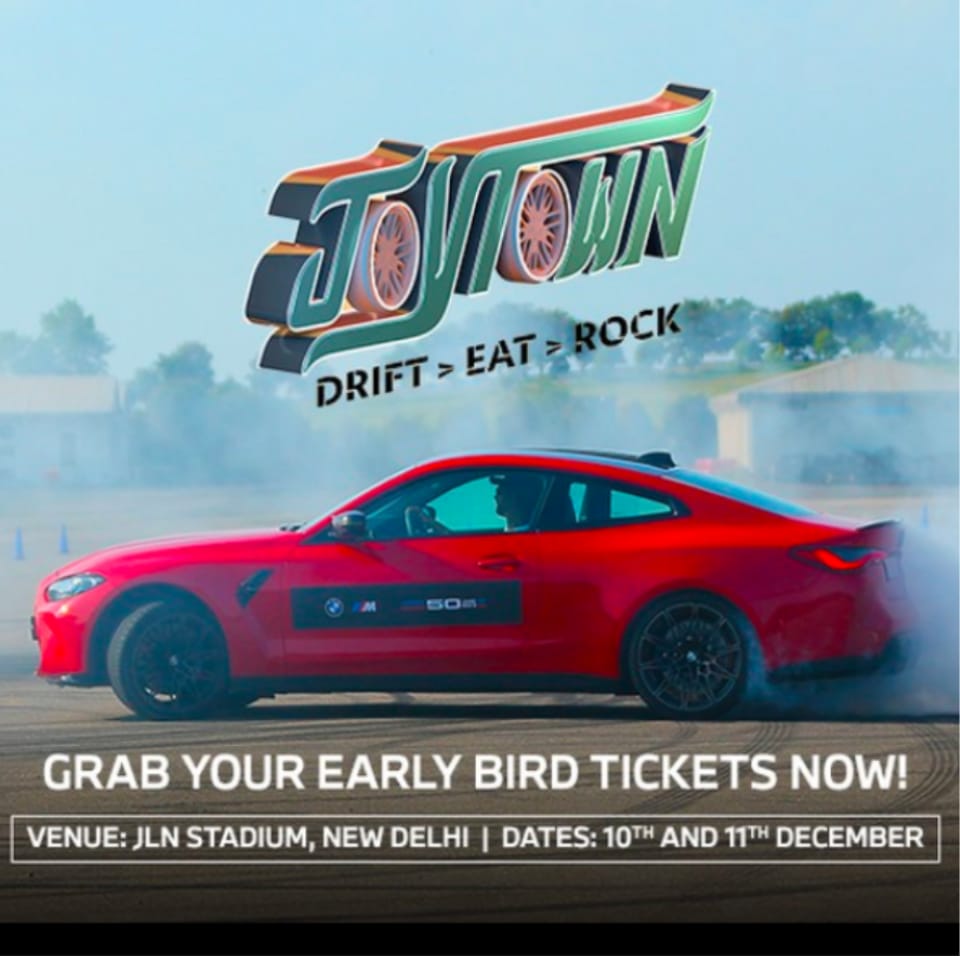 JOYTOWN
DRIFT > EAT > ROCK
M 50
GRAB YOUR EARLY BIRD TICKETS NOW!
VENUE: JLN STADIUM, NEW DELHI | DATES: 10TH AND 11TH DECEMBER